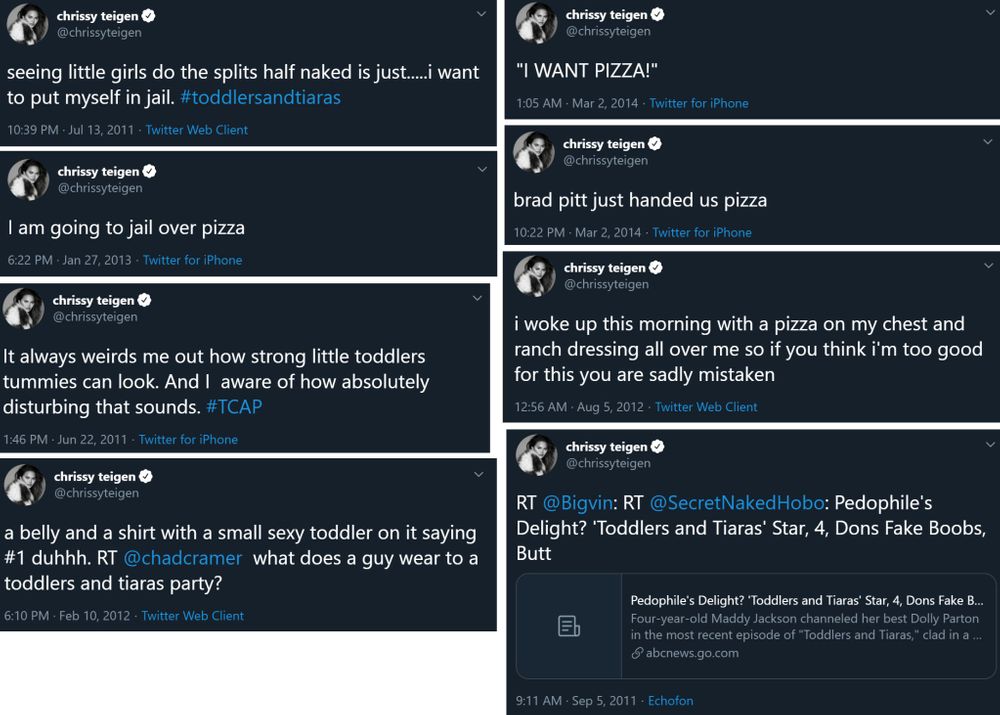 chrissy teigen
@chrissyteigen
seeing little girls do the splits half naked is just.....i want
to put myself in jail. #toddlersandtiaras
10:39 PM · Jul 13, 2011 · Twitter Web Client
chrissy teigen
@chrissyteigen
I am going to jail over pizza
6:22 PM · Jan 27, 2013 · Twitter for iPhone
chrissy teigen
@chrissyteigen
It always weirds me out how strong little toddlers
tummies can look. And I aware of how absolutely
disturbing that sounds. #TCAP
1:46 PM · Jun 22, 2011 · Twitter for iPhone
chrissy teigen
@chrissyteigen
a belly and a shirt with a small sexy toddler on it saying
#1 duhhh. RT @chadcramer what does a guy wear to a
toddlers and tiaras party?
6:10 PM · Feb 10, 2012 · Twitter Web Client
chrissy teigen
@chrissyteigen
"I WANT PIZZA!"
1:05 AM · Mar 2, 2014 · Twitter for iPhone
chrissy teigen
@chrissyteigen
brad pitt just handed us pizza
10:22 PM · Mar 2, 2014 · Twitter for iPhone
chrissy teigen
@chrissyteigen
i woke up this morning with a pizza on my chest and
ranch dressing all over me so if you think i'm too good
for this you are sadly mistaken
12:56 AM · Aug 5, 2012 · Twitter Web Client
chrissy teigen
@chrissyteigen
RT @Bigvin: RT @SecretNakedHobo: Pedophile's
Delight? 'Toddlers and Tiaras' Star, 4, Dons Fake Boobs,
Butt
Pedophile's Delight? 'Toddlers and Tiaras' Star, 4, Dons Fake B...
Four-year-old Maddy Jackson channeled her best Dolly Parton
in the most recent episode of "Toddlers and Tiaras," clad in a ...
abcnews.go.com
9:11 AM · Sep 5, 2011 · Echofon